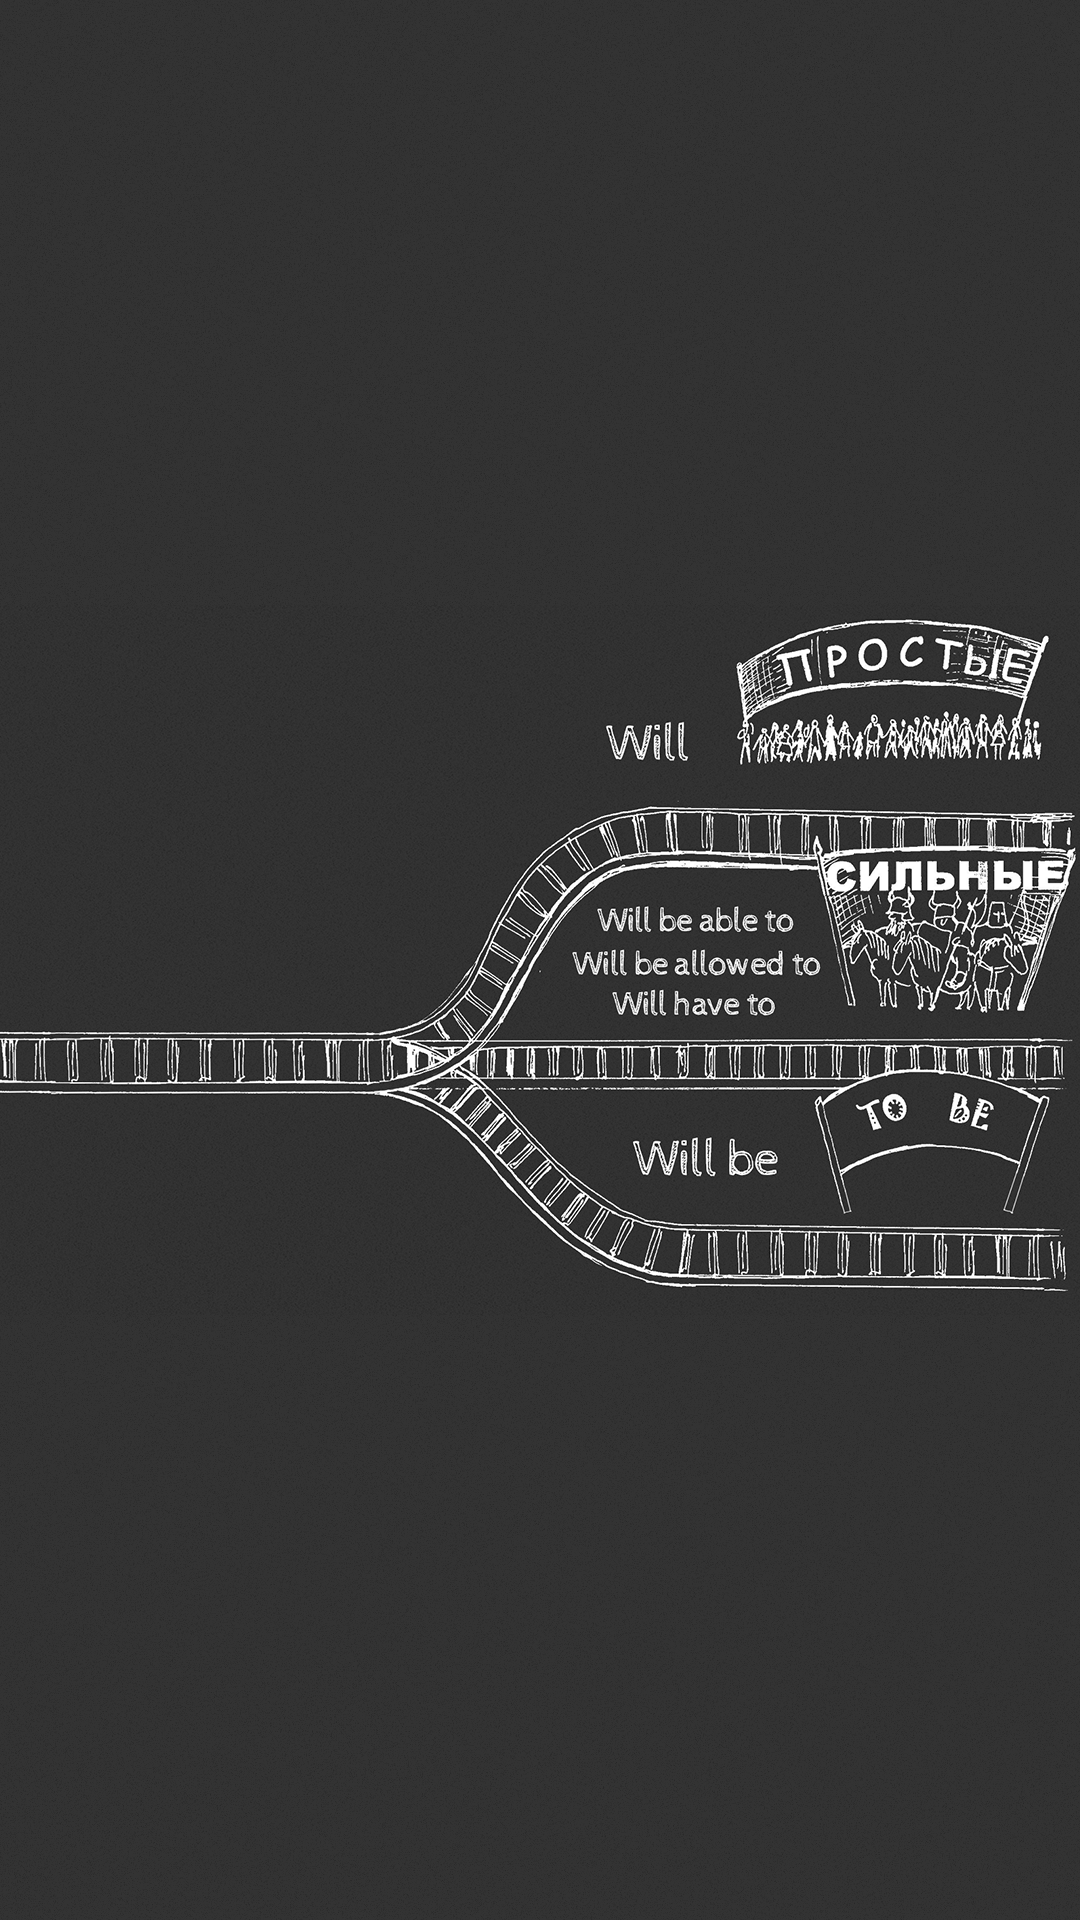 ПРОСТЫЕ
Will
СИЛЬНЫЕ
Will be able to
Will be allowed to
Will have to
TO BE
Will be